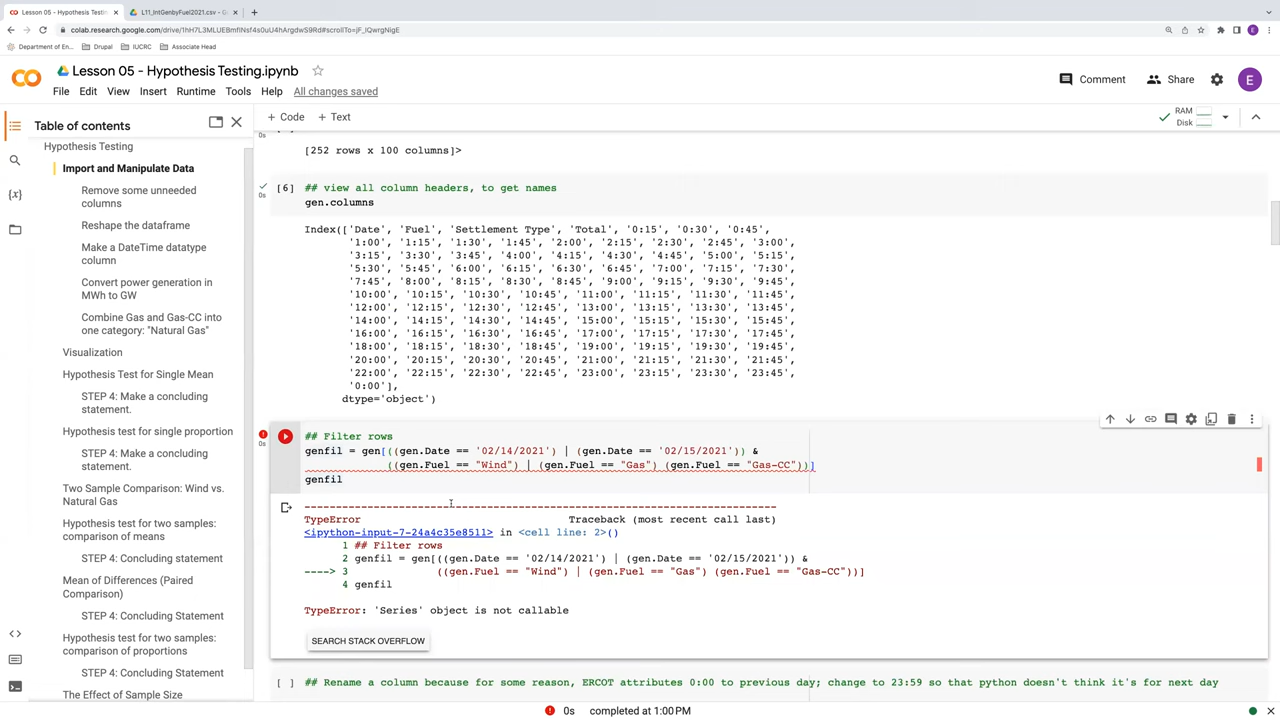 Lesson 05 - Hypothesis Testing
L11_IntGenbyFuel2021.csv -
colab.research.google.com/drive/1hH7L3MLUEBmfINsf4s0uU4hArgdwS9Rd#scrollTo=jF_lQwrgNigE
Department of En... Drupal IUCRC Associate Head
Lesson 05 - Hypothesis Testing.ipynb
File Edit View Insert Runtime Tools Help All changes saved
Comment Share E
+ Code + Text
RAM
Disk
Table of contents
Hypothesis Testing
Import and Manipulate Data
Remove some unneeded
columns
Reshape the dataframe
Make a DateTime datatype
column
Convert power generation in
MWh to GW
Combine Gas and Gas-CC into
one category: "Natural Gas"
Visualization
Hypothesis Test for Single Mean
STEP 4: Make a concluding
statement.
Hypothesis test for single proportion
STEP 4: Make a concluding
statement.
Two Sample Comparison: Wind vs.
Natural Gas
Hypothesis test for two samples:
comparison of means
STEP 4: Concluding statement
Mean of Differences (Paired
Comparison)
STEP 4: Concluding Statement
Hypothesis test for two samples:
comparison of proportions
STEP 4: Concluding Statement
The Effect of Sample Size
0s
[252 rows x 100 columns]>
[6] ## view all column headers, to get names
0s
gen.columns
Index(['Date', 'Fuel', 'Settlement Type', 'Total', '0:15', '0:30', '0:45',
'1:00', '1:15', '1:30', '1:45', '2:00', '2:15', '2:30', '2:45', '3:00',
'3:15', '3:30', '3:45', '4:00', '4:15', '4:30', '4:45', '5:00', '5:15',
'5:30', '5:45', '6:00', '6:15', '6:30', '6:45', '7:00', '7:15', '7:30',
'7:45', '8:00', '8:15', '8:30', '8:45', '9:00', '9:15', '9:30', '9:45',
'10:00', '10:15', '10:30', '10:45', '11:00', '11:15', '11:30', '11:45',
'12:00', '12:15', '12:30', '12:45', '13:00', '13:15', '13:30', '13:45',
'14:00', '14:15', '14:30', '14:45', '15:00', '15:15', '15:30', '15:45',
'16:00', '16:15', '16:30', '16:45', '17:00', '17:15', '17:30', '17:45',
'18:00', '18:15', '18:30', '18:45', '19:00', '19:15', '19:30', '19:45',
'20:00', '20:15', '20:30', '20:45', '21:00', '21:15', '21:30', '21:45',
'22:00', '22:15', '22:30', '22:45', '23:00', '23:15', '23:30', '23:45',
'0:00'],
dtype='object')
## Filter rows
0s
genfil = gen[((gen.Date == '02/14/2021') | (gen.Date == '02/15/2021')) &
((gen.Fuel == "Wind") | (gen.Fuel == "Gas") (gen.Fuel == "Gas-CC"))]
genfil
---------------------------------------------------------------------------
TypeError Traceback (most recent call last)
<ipython-input-7-24a4c35e8511> in <cell line: 2>()
1 ## Filter rows
2 genfil = gen[((gen.Date == '02/14/2021') | (gen.Date == '02/15/2021')) &
----> 3 ((gen.Fuel == "Wind") | (gen.Fuel == "Gas") (gen.Fuel == "Gas-CC"))]
4 genfil
TypeError: 'Series' object is not callable
SEARCH STACK OVERFLOW
[ ] ## Rename a column because for some reason, ERCOT attributes 0:00 to previous day; change to 23:59 so that python doesn't think it's for next day
0s completed at 1:00 PM